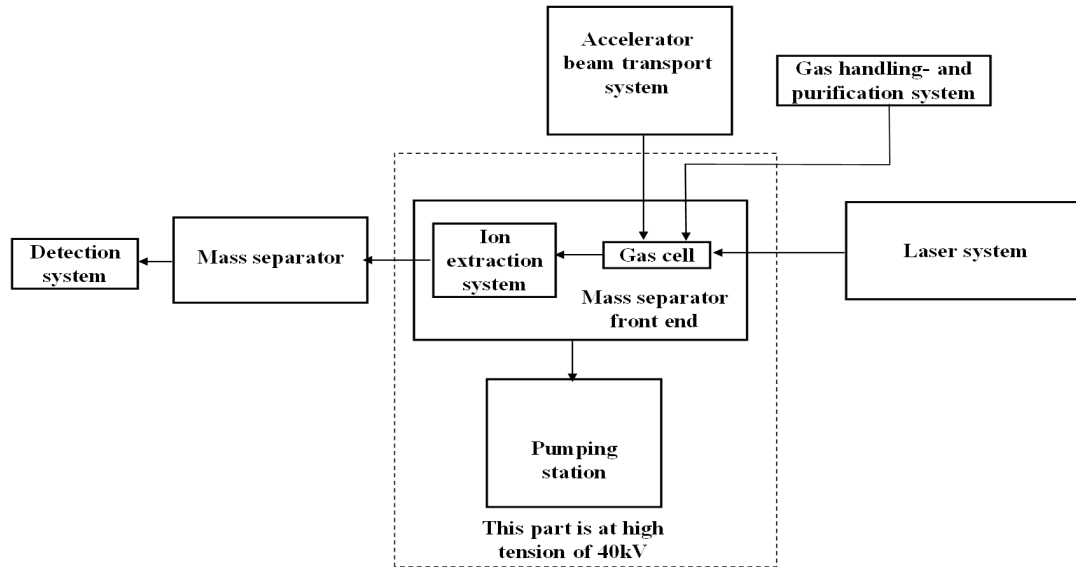 Accelerator
beam transport
system
Gas handling- and
purification system
Detection
system
Mass separator
Ion
extraction
system
Gas cell
Laser system
Mass separator
front end
Pumping
station
This part is at high
tension of 40kV